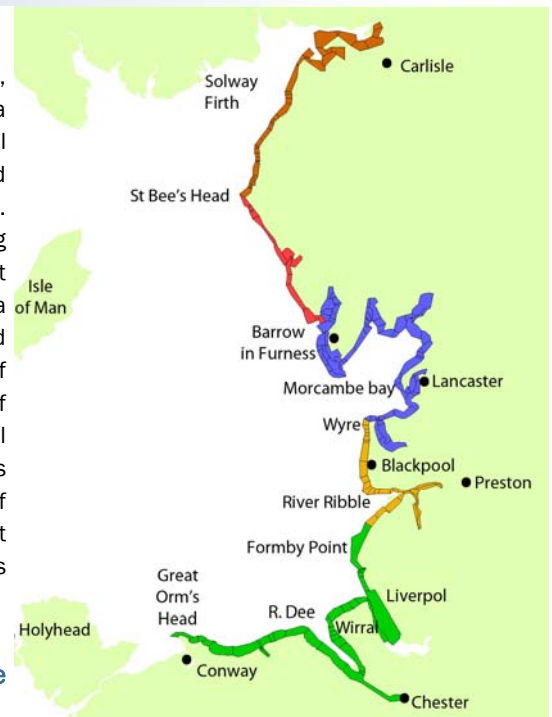 Carlisle
Solway
Firth
St Bee's Head
Isle
of Man
Barrow
in Furness
Morcambe bay
Lancaster
Wyre
Blackpool
Preston
River Ribble
Formby Point
Great
Orm's
Head
R. Dee
Liverpol
Wirral
Holyhead
Conway
Chester